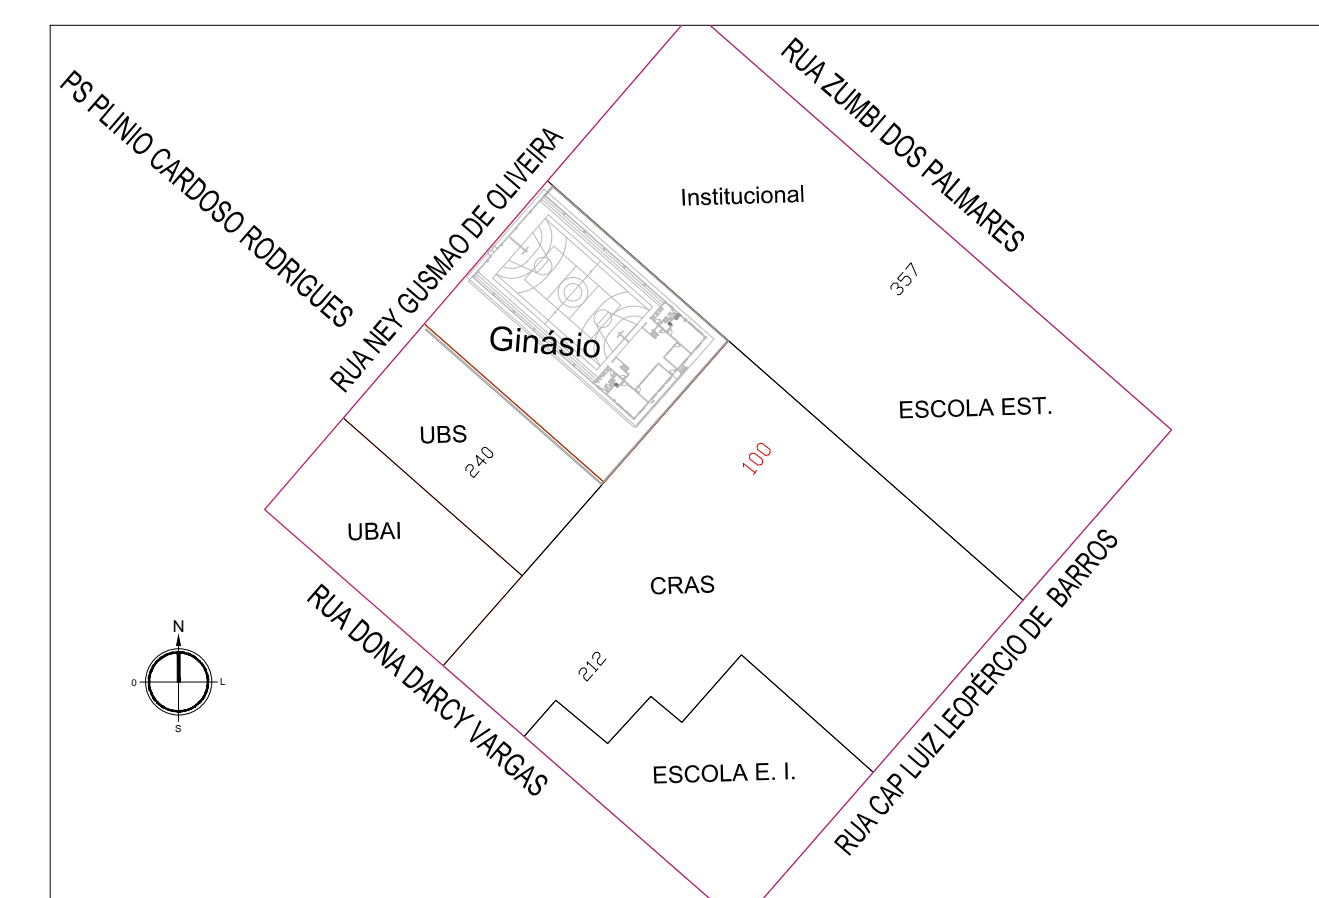 RUA ZUMBI DOS PALMARES
PS PLINIO CARDOSO RODRIGUES
RUA NEY GUSMAO DE OLIVEIRA
Institucional
357
Ginásio
ESCOLA EST.
UBS
240
100
UBAI
CRAS
RUA DONA DARCY VARGAS
212
RUA CAP LUIZ LEOPÉRCIO DE BARROS
ESCOLA E. I.
N
0
L
S